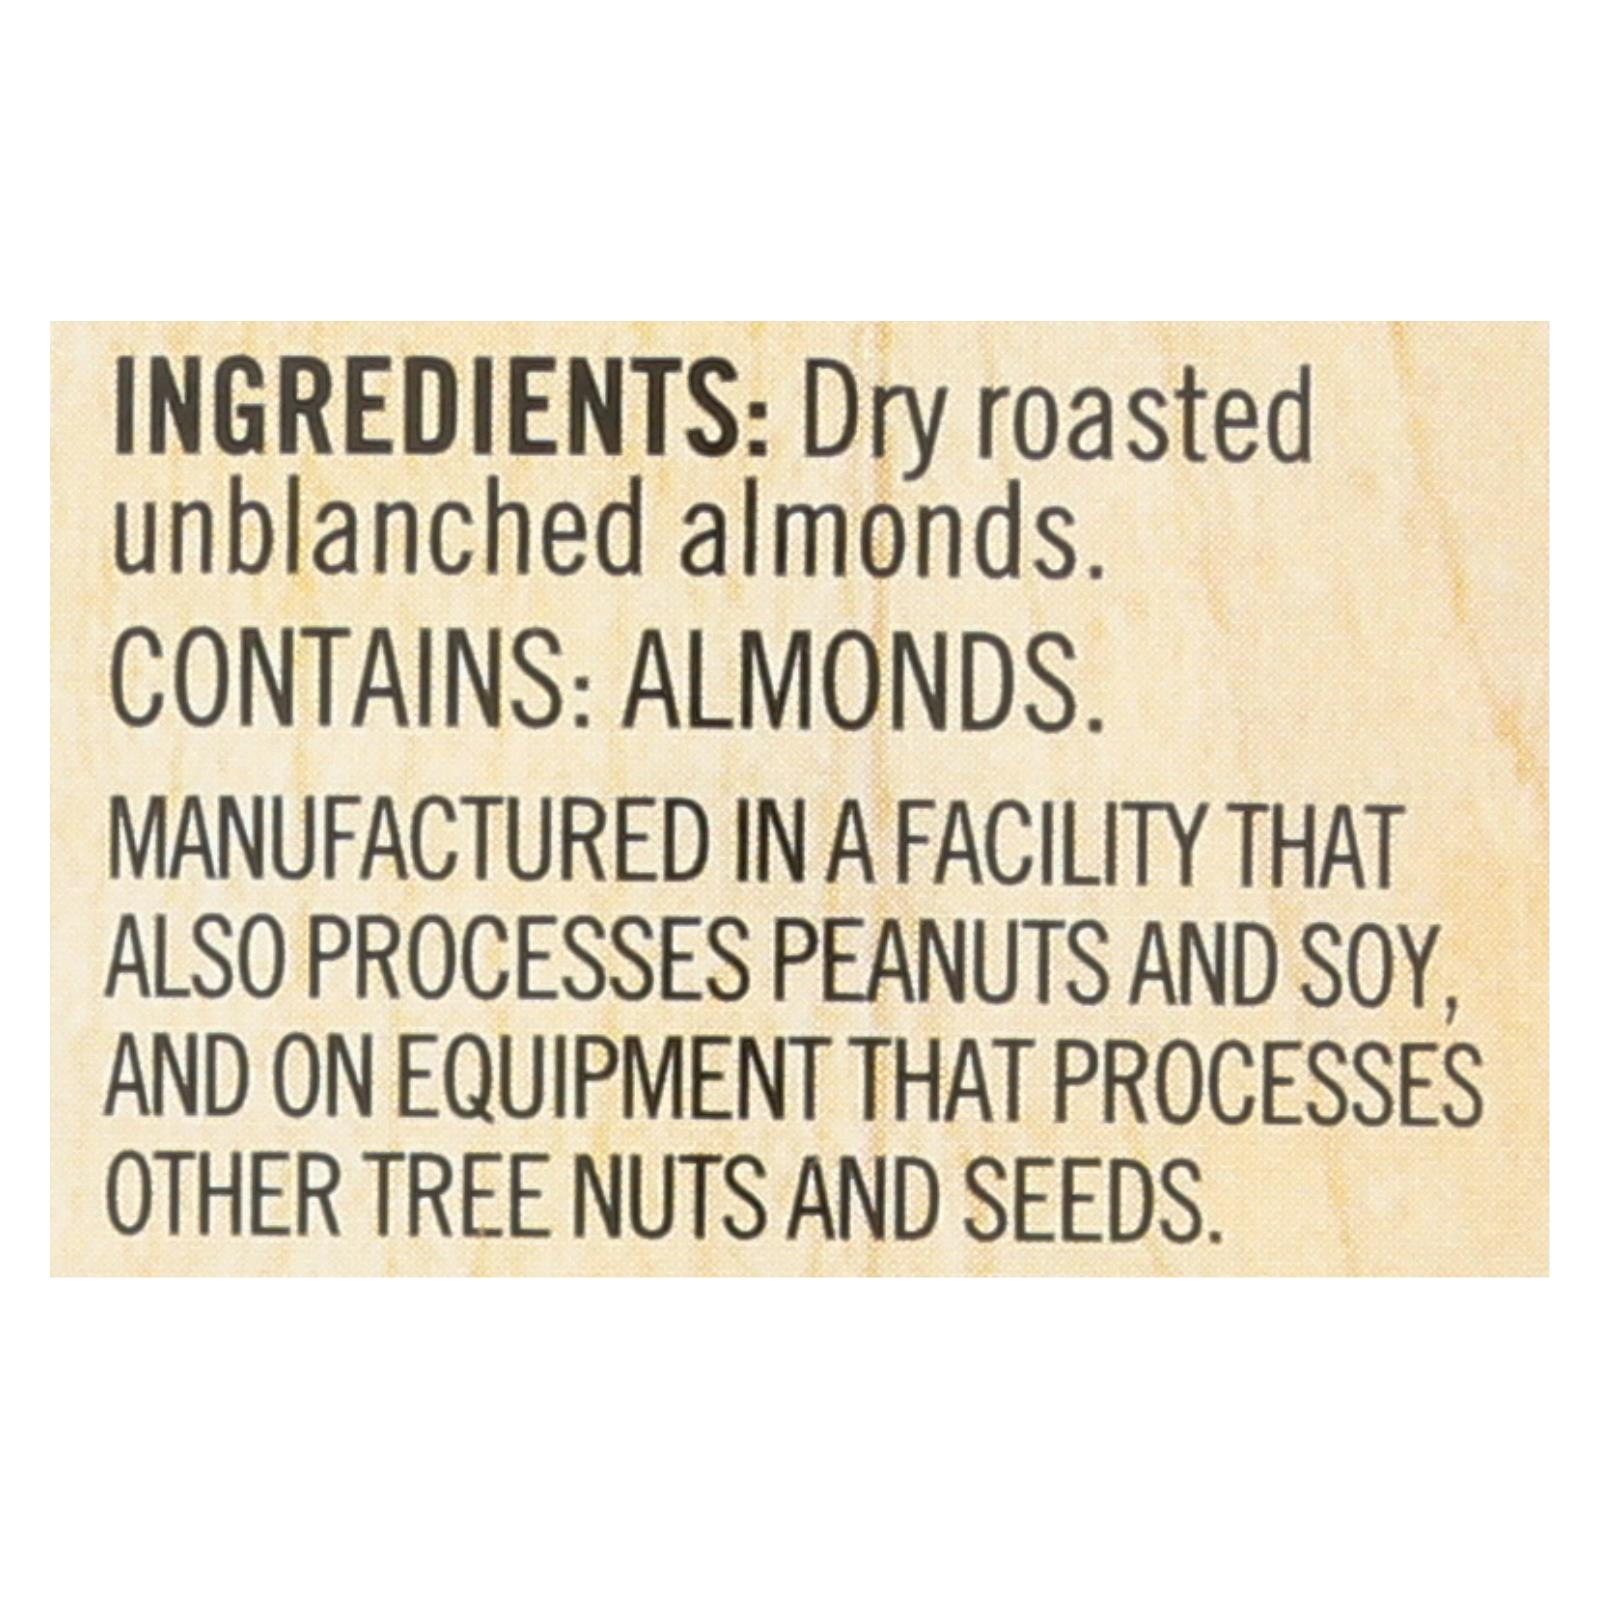 INGREDIENTS: Dry roasted
unblanched almonds.
CONTAINS: ALMONDS.
MANUFACTURED IN A FACILITY THAT
ALSO PROCESSES PEANUTS AND SOY,
AND ON EQUIPMENT THAT PROCESSES
OTHER TREE NUTS AND SEEDS.